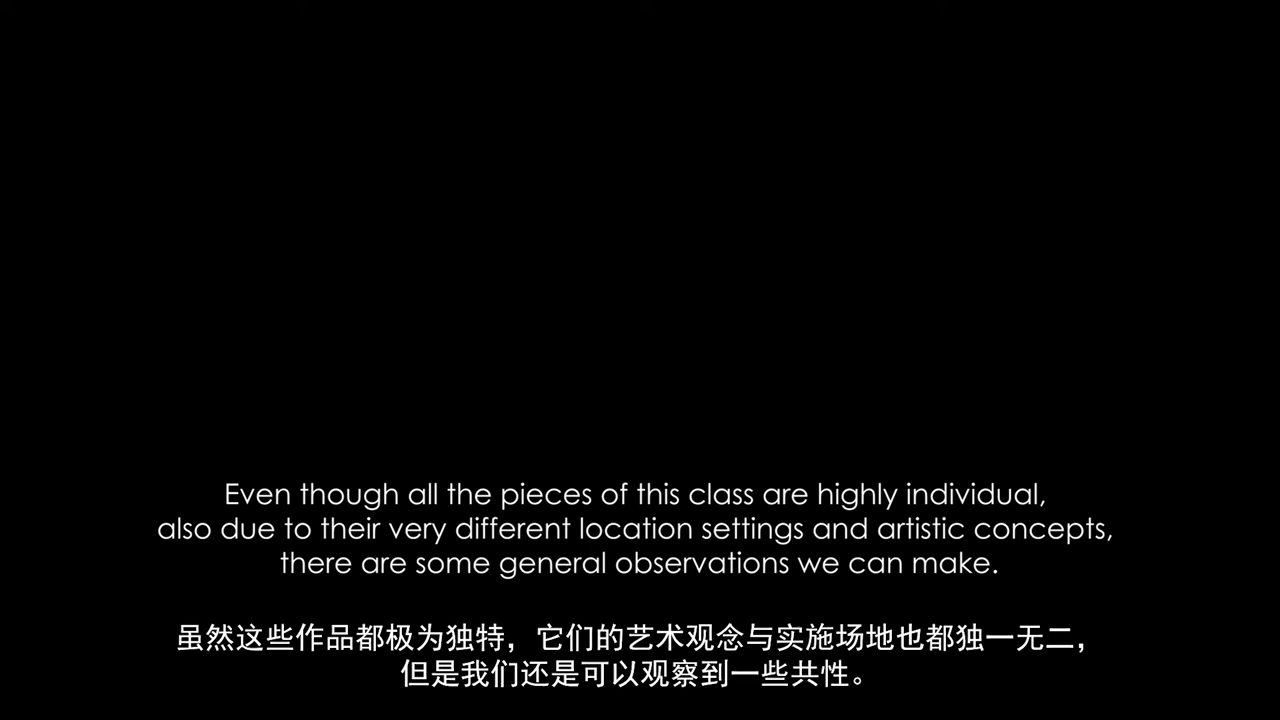 Even though all the pieces of this class are highly individual,
also due to their very different location settings and artistic concepts,
there are some general observations we can make.
虽然这些作品都极为独特，它们的艺术观念与实施场地也都独一无二，
但是我们还是可以观察到一些共性。